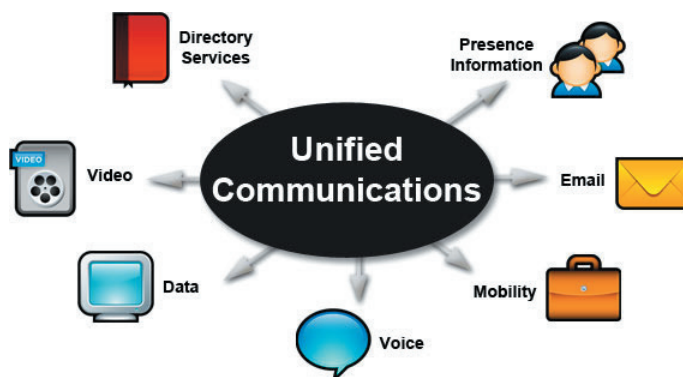 Directory
Services
Presence
Information
Unified
Communications
VIDEO
Video
Email
Data
Mobility
Voice